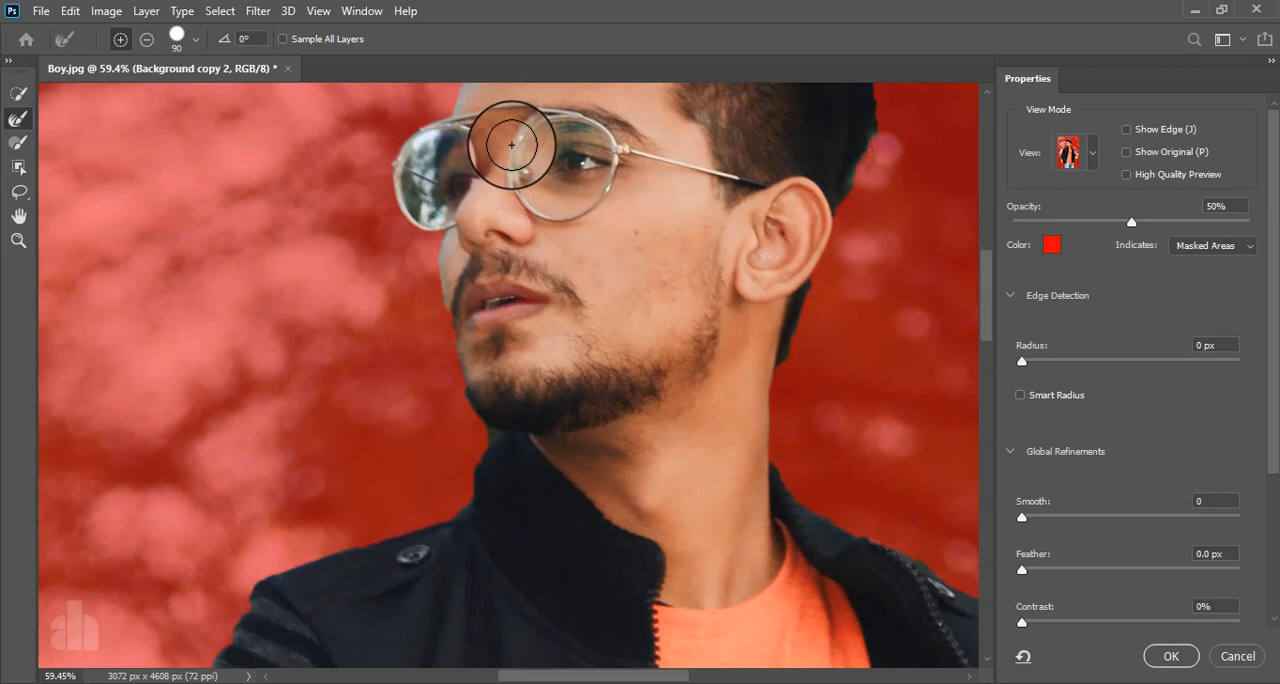 Ps File Edit Image Layer Type Select Filter 3D View Window Help
90 0° Sample All Layers
Boy.jpg @ 59.4% (Background copy 2, RGB/8) * ×
Properties
View Mode
View:
Show Edge (J)
Show Original (P)
High Quality Preview
Opacity: 50%
Color: Indicates: Masked Areas
Edge Detection
Radius: 0 px
Smart Radius
Global Refinements
Smooth: 0
Feather: 0.0 px
Contrast: 0%
OK Cancel
ah
59.45% 3072 px x 4608 px (72 ppi)